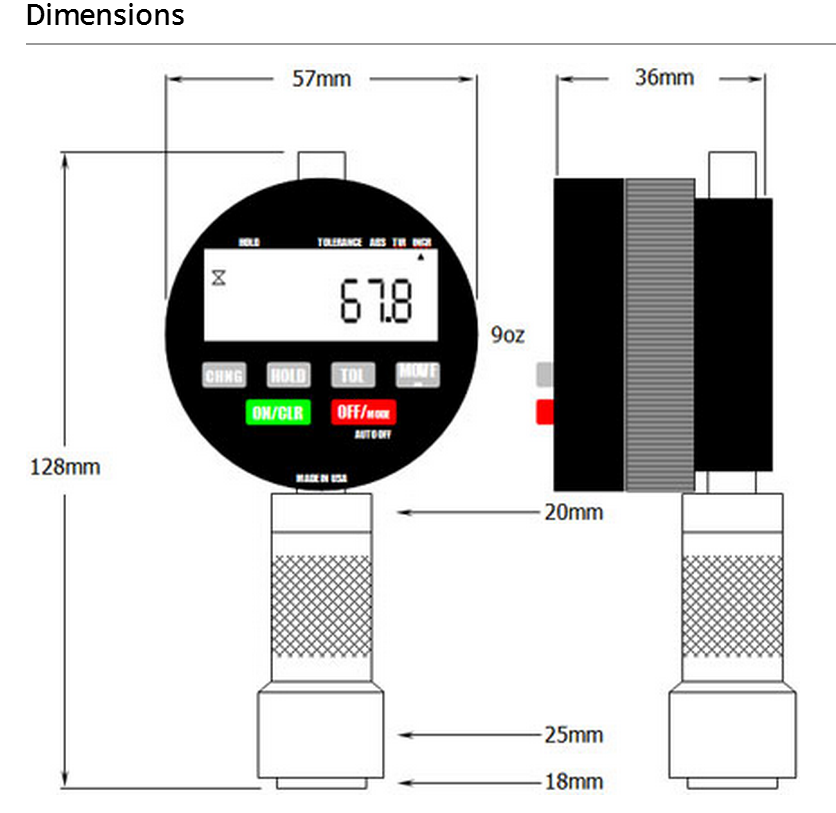 Dimensions
57mm
36mm
HOLD TOLERANCE ABS TIR INCR
67.8
9oz
CHNG HOLD TOL MOVE
ON/CLR OFF/MODE
AUTO OFF
128mm
MADE IN USA
20mm
25mm
18mm